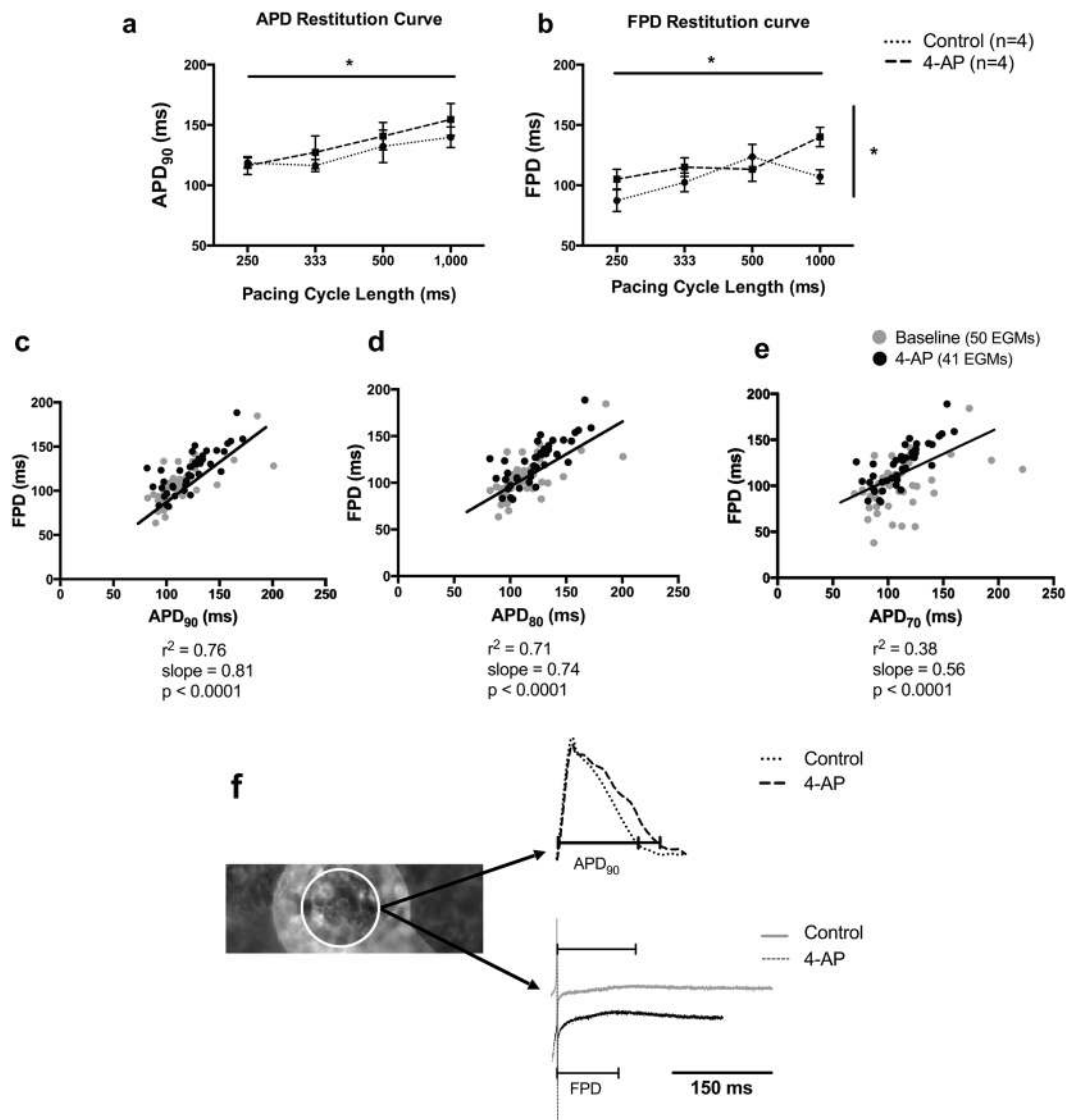 a
APD Restitution Curve
*
200
150
100
50
APD90 (ms)
250 333 500 1,000
Pacing Cycle Length (ms)
b
FPD Restitution curve
*
200
150
100
50
FPD (ms)
250 333 500 1000
Pacing Cycle Length (ms)
*
Control (n=4)
4-AP (n=4)
c
200
150
100
50
0
FPD (ms)
0 50 100 150 200 250
APD90 (ms)
r2 = 0.76
slope = 0.81
p < 0.0001
d
200
150
100
50
0
FPD (ms)
0 50 100 150 200 250
APD80 (ms)
r2 = 0.71
slope = 0.74
p < 0.0001
e
Baseline (50 EGMs)
4-AP (41 EGMs)
200
150
100
50
0
FPD (ms)
0 50 100 150 200 250
APD70 (ms)
r2 = 0.38
slope = 0.56
p < 0.0001
f
Control
4-AP
APD90
Control
4-AP
FPD
150 ms